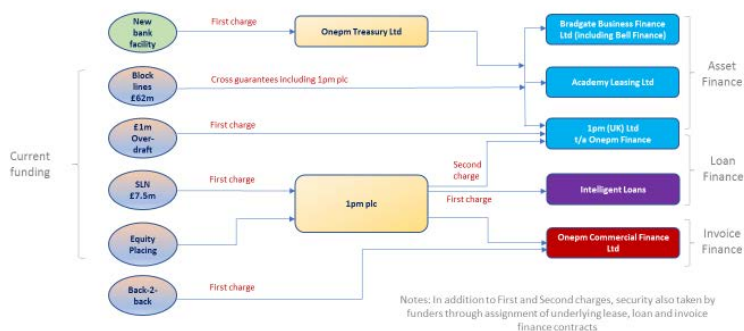 New
bank
facility
First charge
Onepm Treasury Ltd
Bradgate Business Finance
Ltd (including Bell Finance)
Asset
Finance
Block
lines
£62m
Cross guarantees Including 1pm plc
Academy Leasing Ltd
£1m
Over-
draft
First charge
1pm (UK) Ltd
t/a Onepm Finance
Current
funding
Second
charge
Loan
Finance
SLN
£7.5m
First charge
1pm plc
First charge
Intelligent Loans
Equity
Placing
Onepm Commercial Finance
Ltd
Invoice
Finance
Back-2-
back
First charge
Notes: In addition to First and Second charges, security also taken by
funders through assignment of underlying lease, loan and invoice
finance contracts